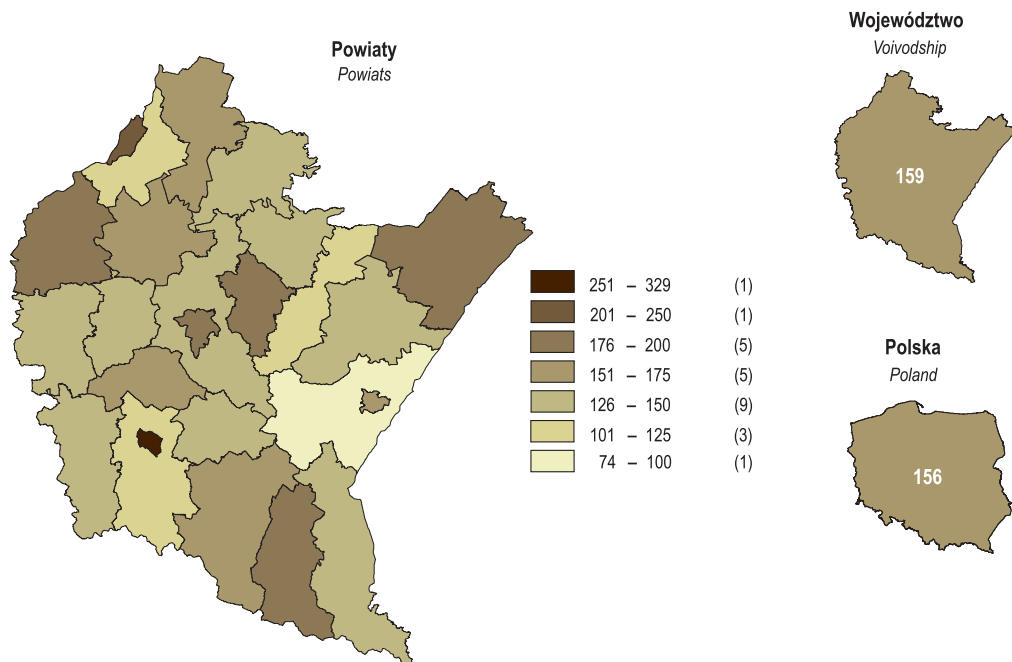 Powiaty
Powiats
251 – 329 (1)
201 – 250 (1)
176 – 200 (5)
151 – 175 (5)
126 – 150 (9)
101 – 125 (3)
74 – 100 (1)
Województwo
Voivodship
159
Polska
Poland
156